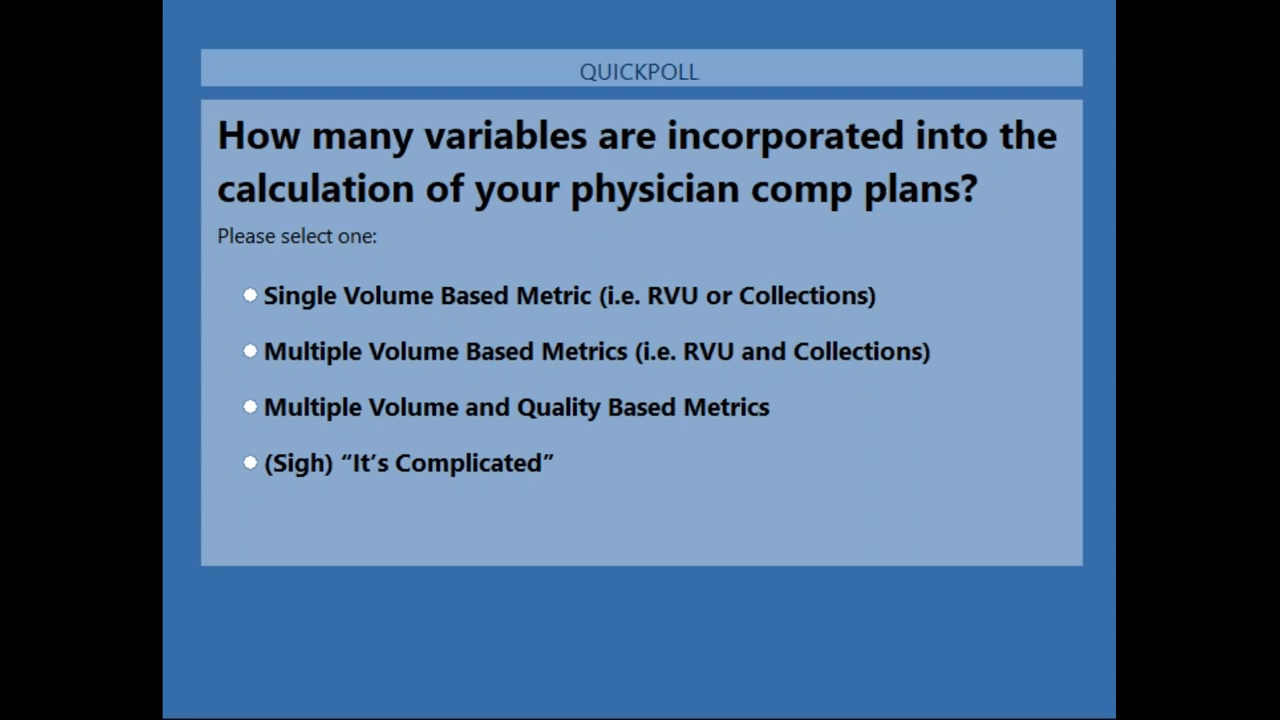 QUICKPOLL
How many variables are incorporated into the
calculation of your physician comp plans?
Please select one:
Single Volume Based Metric (i.e. RVU or Collections)
Multiple Volume Based Metrics (i.e. RVU and Collections)
Multiple Volume and Quality Based Metrics
(Sigh) “It’s Complicated”